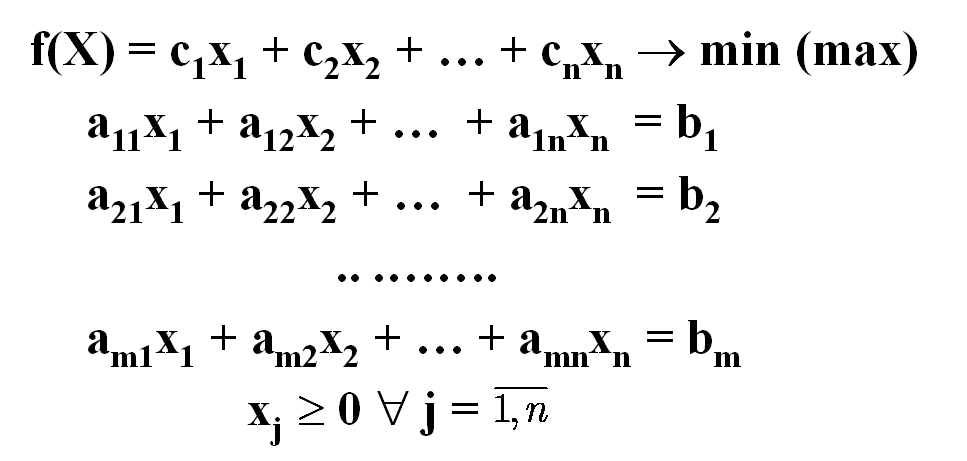 f(X) = c₁x₁ + c₂x₂ + … + cₙxₙ → min (max)
a₁₁x₁ + a₁₂x₂ + … + a₁ₙxₙ = b₁
a₂₁x₁ + a₂₂x₂ + … + a₂ₙxₙ = b₂
.. ……..
aₘ₁x₁ + aₘ₂x₂ + … + aₘₙxₙ = bₘ
xⱼ ≥ 0 ∀ j = 1,n̅